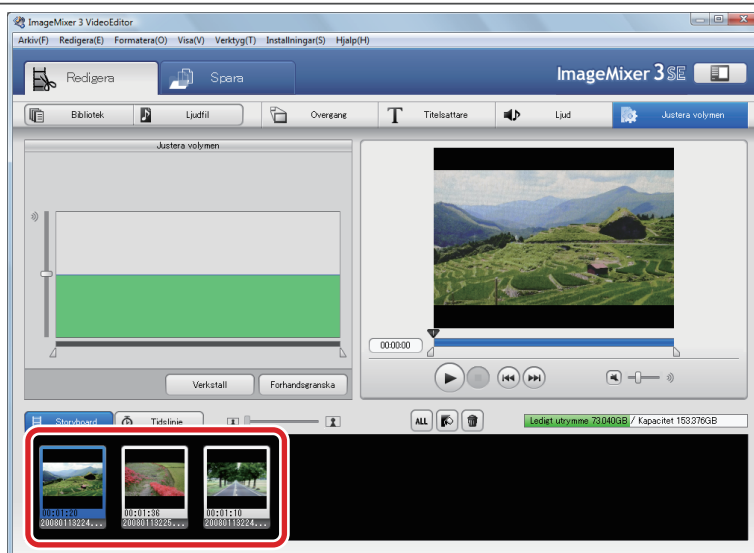 ImageMixer 3 VideoEditor
Arkiv(F) Redigera(E) Formatera(O) Visa(V) Verktyg(T) Installningar(S) Hjalp(H)
Redigera Spara ImageMixer 3 SE
Bibliotek Ljudfil Overgang T Titelsattare Ljud Justera volymen
Justera volymen
00:00:00
Verkstall Forhandsgranska
Storyboard Tidslinje ALL Ledigt utrymme 73.040GB / Kapacitet 153.376GB
00:01:20 00:01:36 00:01:10
20080113224... 20080113225... 20080113224...